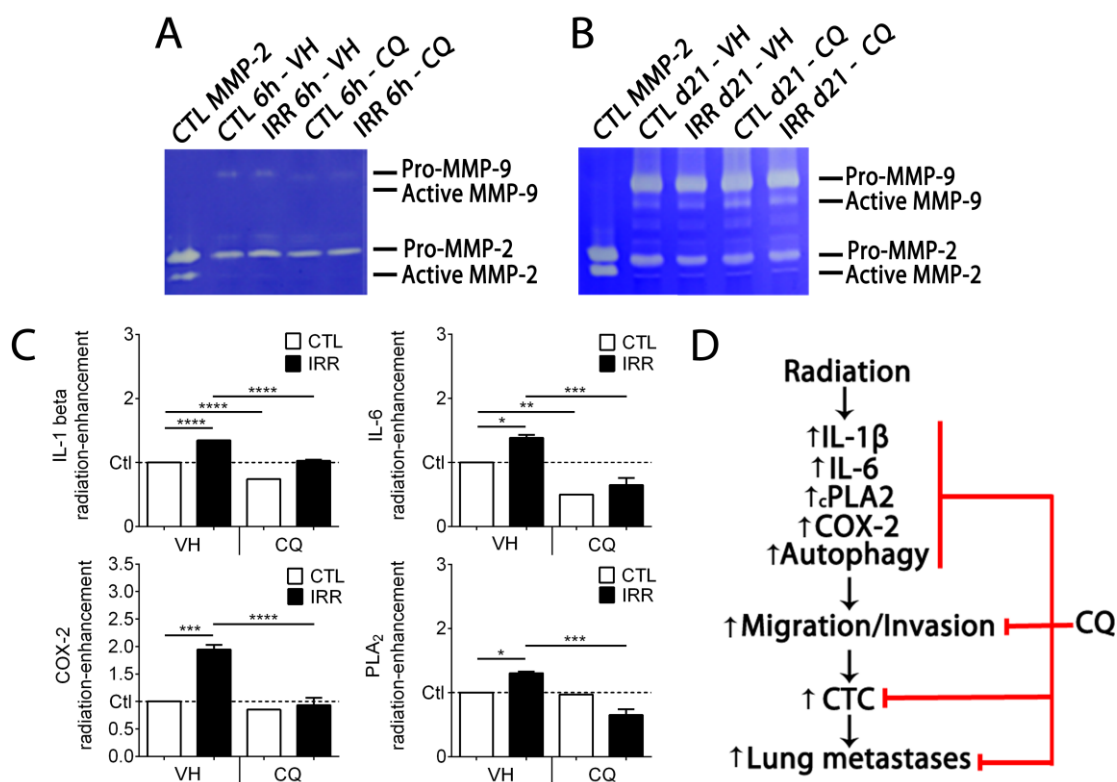 A
CTL MMP-2
CTL 6h - VH
IRR 6h - VH
CTL 6h - CQ
IRR 6h - CQ
Pro-MMP-9
Active MMP-9
Pro-MMP-2
Active MMP-2
B
CTL MMP-2
CTL d21 - VH
IRR d21 - VH
CTL d21 - CQ
IRR d21 - CQ
Pro-MMP-9
Active MMP-9
Pro-MMP-2
Active MMP-2
C
IL-1 beta
radiation-enhancement
3
2
Ctl
0
CTL
IRR
****
****
****
VH
CQ
IL-6
radiation-enhancement
3
2
Ctl
0
CTL
IRR
***
**
*
VH
CQ
COX-2
radiation-enhancement
3.5
3.0
2.5
2.0
1.5
Ctl
0.5
0.0
CTL
IRR
****
***
VH
CQ
PLA₂
radiation-enhancement
3
2
Ctl
0
CTL
IRR
***
*
VH
CQ
D
Radiation
↓
↑IL-1β
↑IL-6
↑cPLA2
↑COX-2
↑Autophagy
↓
↑Migration/Invasion
CQ
↓
↑CTC
↓
↑Lung metastases